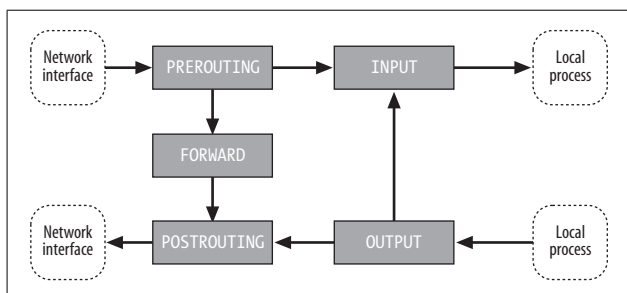 Network
interface
PREROUTING
INPUT
Local
process
FORWARD
Network
interface
POSTROUTING
OUTPUT
Local
process